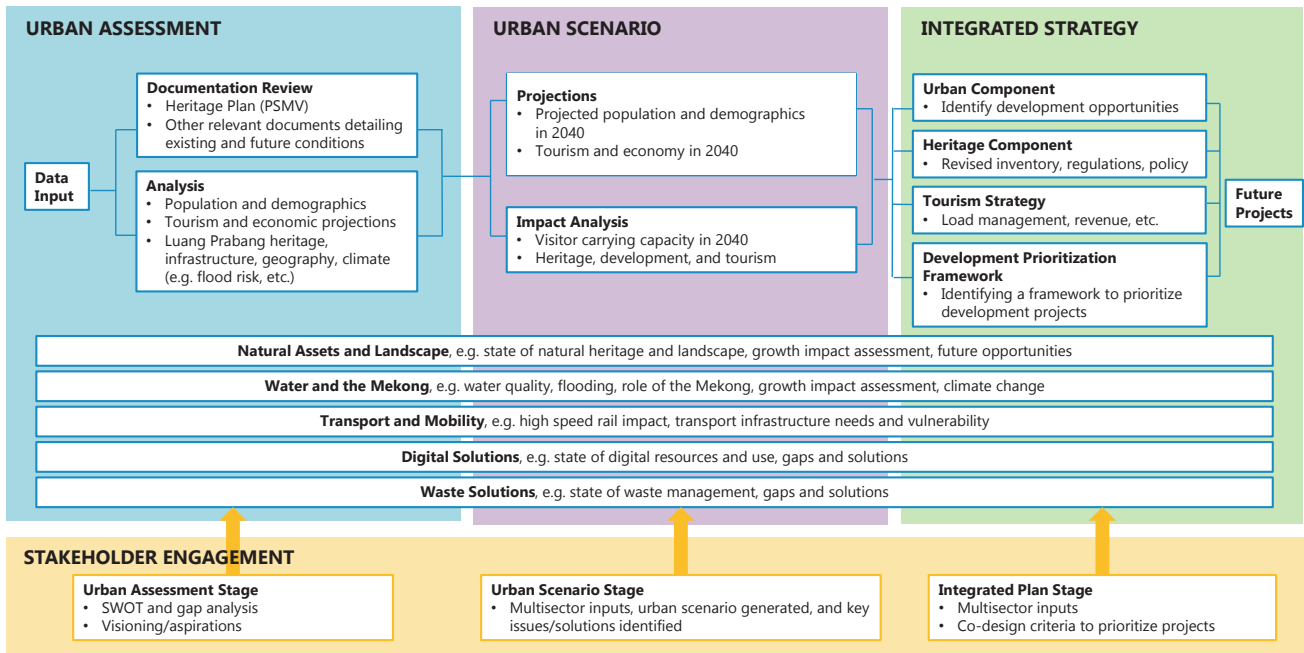 URBAN ASSESSMENT
Data
Input
Documentation Review
• Heritage Plan (PSMV)
• Other relevant documents detailing
existing and future conditions
Analysis
• Population and demographics
• Tourism and economic projections
• Luang Prabang heritage,
infrastructure, geography, climate
(e.g. flood risk, etc.)
URBAN SCENARIO
Projections
• Projected population and demographics
in 2040
• Tourism and economy in 2040
Impact Analysis
• Visitor carrying capacity in 2040
• Heritage, development, and tourism
INTEGRATED STRATEGY
Urban Component
• Identify development opportunities
Heritage Component
• Revised inventory, regulations, policy
Tourism Strategy
• Load management, revenue, etc.
Development Prioritization
Framework
• Identifying a framework to prioritize
development projects
Future
Projects
Natural Assets and Landscape, e.g. state of natural heritage and landscape, growth impact assessment, future opportunities
Water and the Mekong, e.g. water quality, flooding, role of the Mekong, growth impact assessment, climate change
Transport and Mobility, e.g. high speed rail impact, transport infrastructure needs and vulnerability
Digital Solutions, e.g. state of digital resources and use, gaps and solutions
Waste Solutions, e.g. state of waste management, gaps and solutions
STAKEHOLDER ENGAGEMENT
Urban Assessment Stage
• SWOT and gap analysis
• Visioning/aspirations
Urban Scenario Stage
• Multisector inputs, urban scenario generated, and key
issues/solutions identified
Integrated Plan Stage
• Multisector inputs
• Co-design criteria to prioritize projects